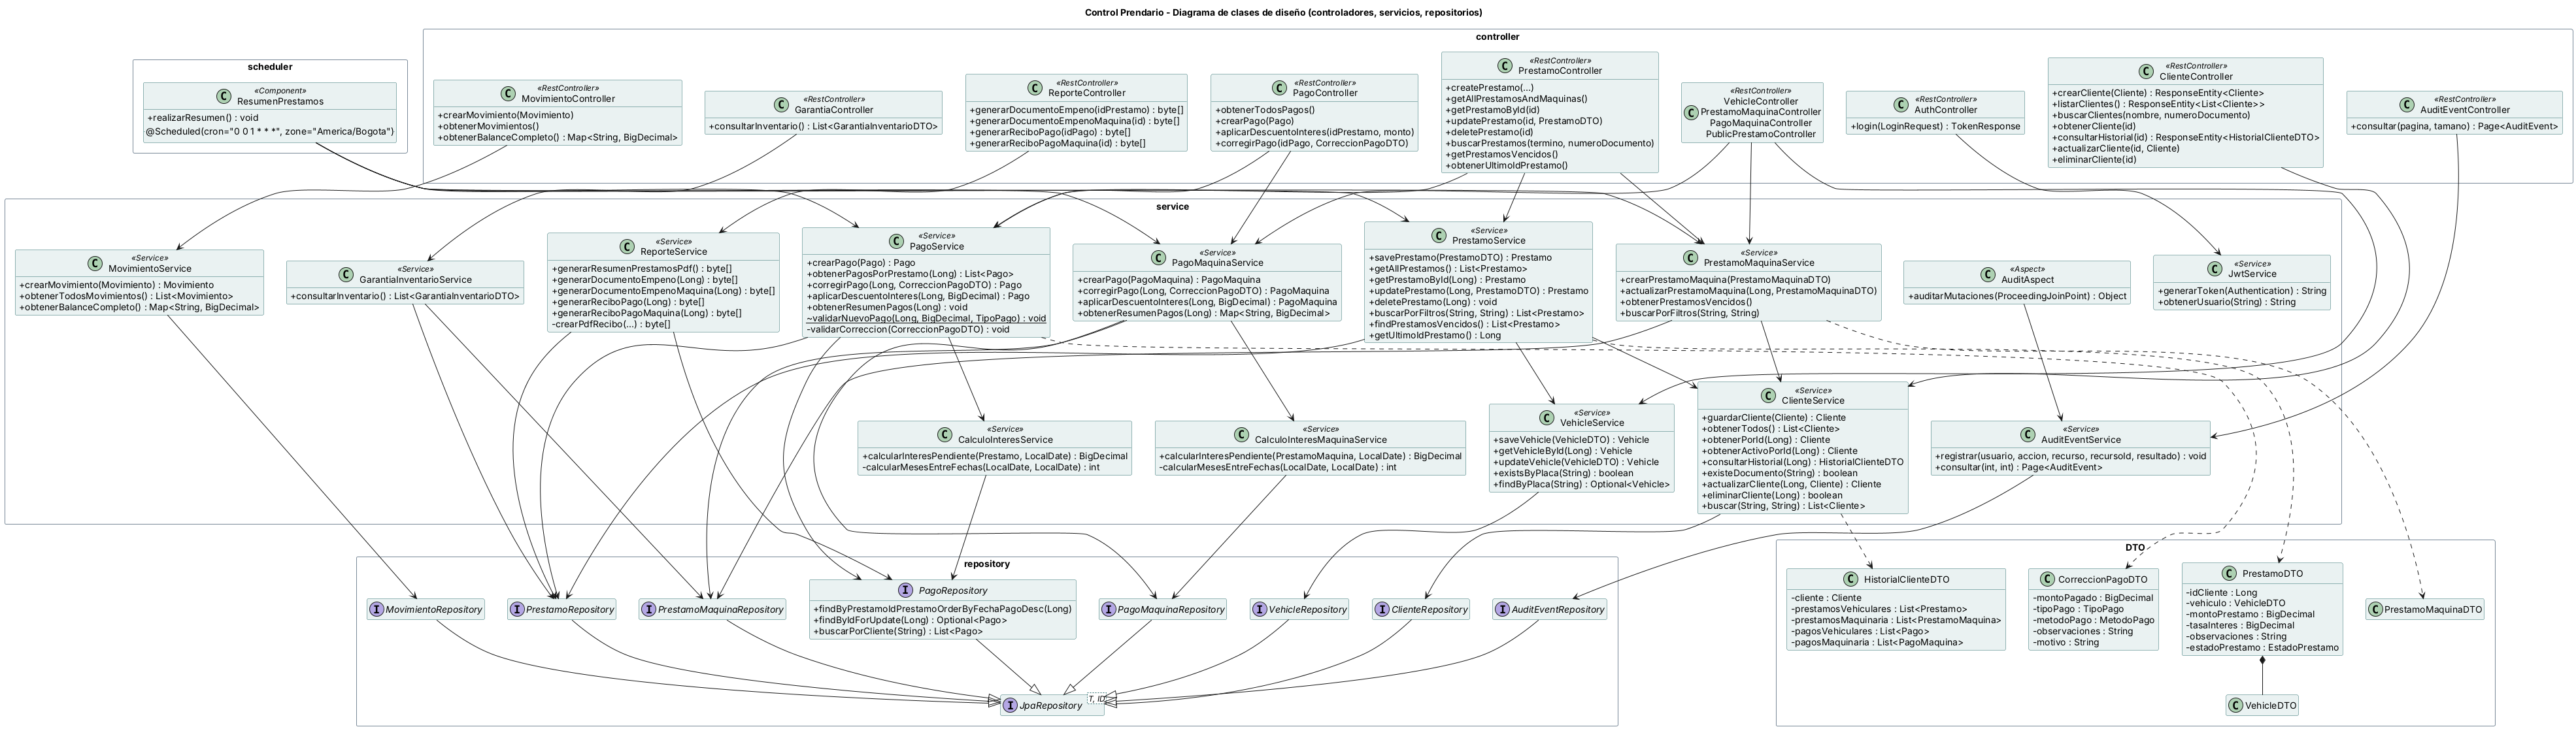 Control Prendario - Diagrama de clases de diseño (controladores, servicios, repositorios)
controller
scheduler
«Component»
ResumenPrestamos
+realizarResumen() : void
@Scheduled(cron="0 0 1 * * *", zone="America/Bogota")
«RestController»
MovimientoController
+crearMovimiento(Movimiento)
+obtenerMovimientos()
+obtenerBalanceCompleto() : Map<String, BigDecimal>
«RestController»
GarantiaController
+consultarInventario() : List<GarantiaInventarioDTO>
«RestController»
ReporteController
+generarDocumentoEmpeno(idPrestamo) : byte[]
+generarDocumentoEmpenoMaquina(id) : byte[]
+generarReciboPago(idPago) : byte[]
+generarReciboPagoMaquina(id) : byte[]
«RestController»
PagoController
+obtenerTodosPagos()
+crearPago(Pago)
+aplicarDescuentoInteres(idPrestamo, monto)
+corregirPago(idPago, CorreccionPagoDTO)
«RestController»
PrestamoController
+createPrestamo(...)
+getAllPrestamosAndMaquinas()
+getPrestamoById(id)
+updatePrestamo(id, PrestamoDTO)
+deletePrestamo(id)
+buscarPrestamos(termino, numeroDocumento)
+getPrestamosVencidos()
+obtenerUltimoIdPrestamo()
«RestController»
VehicleController
PrestamoMaquinaController
PagoMaquinaController
PublicPrestamoController
«RestController»
AuthController
+login(LoginRequest) : TokenResponse
«RestController»
ClienteController
+crearCliente(Cliente) : ResponseEntity<Cliente>
+listarClientes() : ResponseEntity<List<Cliente>>
+buscarClientes(nombre, numeroDocumento)
+obtenerCliente(id)
+consultarHistorial(id) : ResponseEntity<HistorialClienteDTO>
+actualizarCliente(id, Cliente)
+eliminarCliente(id)
«RestController»
AuditEventController
+consultar(pagina, tamano) : Page<AuditEvent>
service
«Service»
MovimientoService
+crearMovimiento(Movimiento) : Movimiento
+obtenerTodosMovimientos() : List<Movimiento>
+obtenerBalanceCompleto() : Map<String, BigDecimal>
«Service»
GarantiaInventarioService
+consultarInventario() : List<GarantiaInventarioDTO>
«Service»
ReporteService
+generarResumenPrestamosPdf() : byte[]
+generarDocumentoEmpeno(Long) : byte[]
+generarDocumentoEmpenoMaquina(Long) : byte[]
+generarReciboPago(Long) : byte[]
+generarReciboPagoMaquina(Long) : byte[]
-crearPdfRecibo(...) : byte[]
«Service»
PagoService
+crearPago(Pago) : Pago
+obtenerPagosPorPrestamo(Long) : List<Pago>
+corregirPago(Long, CorreccionPagoDTO) : Pago
+aplicarDescuentoInteres(Long, BigDecimal) : Pago
+obtenerResumenPagos(Long) : void
~validarNuevoPago(Long, BigDecimal, TipoPago) : void
-validarCorreccion(CorreccionPagoDTO) : void
«Service»
PagoMaquinaService
+crearPago(PagoMaquina) : PagoMaquina
+corregirPago(Long, CorreccionPagoDTO) : PagoMaquina
+aplicarDescuentoInteres(Long, BigDecimal) : PagoMaquina
+obtenerResumenPagos(Long) : Map<String, BigDecimal>
«Service»
PrestamoService
+savePrestamo(PrestamoDTO) : Prestamo
+getAllPrestamos() : List<Prestamo>
+getPrestamoById(Long) : Prestamo
+updatePrestamo(Long, PrestamoDTO) : Prestamo
+deletePrestamo(Long) : void
+buscarPorFiltros(String, String) : List<Prestamo>
+findPrestamosVencidos() : List<Prestamo>
+getUltimoIdPrestamo() : Long
«Service»
PrestamoMaquinaService
+crearPrestamoMaquina(PrestamoMaquinaDTO)
+actualizarPrestamoMaquina(Long, PrestamoMaquinaDTO)
+obtenerPrestamosVencidos()
+buscarPorFiltros(String, String)
«Aspect»
AuditAspect
+auditarMutaciones(ProceedingJoinPoint) : Object
«Service»
JwtService
+generarToken(Authentication) : String
+obtenerUsuario(String) : String
«Service»
CalculoInteresService
+calcularInteresPendiente(Prestamo, LocalDate) : BigDecimal
-calcularMesesEntreFechas(LocalDate, LocalDate) : int
«Service»
CalculoInteresMaquinaService
+calcularInteresPendiente(PrestamoMaquina, LocalDate) : BigDecimal
-calcularMesesEntreFechas(LocalDate, LocalDate) : int
«Service»
VehicleService
+saveVehicle(VehicleDTO) : Vehicle
+getVehicleById(Long) : Vehicle
+updateVehicle(VehicleDTO) : Vehicle
+existsByPlaca(String) : boolean
+findByPlaca(String) : Optional<Vehicle>
«Service»
ClienteService
+guardarCliente(Cliente) : Cliente
+obtenerTodos() : List<Cliente>
+obtenerPorId(Long) : Cliente
+obtenerActivoPorId(Long) : Cliente
+consultarHistorial(Long) : HistorialClienteDTO
+existeDocumento(String) : boolean
+actualizarCliente(Long, Cliente) : Cliente
+eliminarCliente(Long) : boolean
+buscar(String, String) : List<Cliente>
«Service»
AuditEventService
+registrar(usuario, accion, recurso, recursoId, resultado) : void
+consultar(int, int) : Page<AuditEvent>
repository
MovimientoRepository
PrestamoRepository
PrestamoMaquinaRepository
PagoRepository
+findByPrestamoIdPrestamoOrderByFechaPagoDesc(Long)
+findByIdForUpdate(Long) : Optional<Pago>
+buscarPorCliente(String) : List<Pago>
PagoMaquinaRepository
VehicleRepository
ClienteRepository
AuditEventRepository
JpaRepository
T, ID
DTO
HistorialClienteDTO
-cliente : Cliente
-prestamosVehiculares : List<Prestamo>
-prestamosMaquinaria : List<PrestamoMaquina>
-pagosVehiculares : List<Pago>
-pagosMaquinaria : List<PagoMaquina>
CorreccionPagoDTO
-montoPagado : BigDecimal
-tipoPago : TipoPago
-metodoPago : MetodoPago
-observaciones : String
-motivo : String
PrestamoDTO
-idCliente : Long
-vehiculo : VehicleDTO
-montoPrestamo : BigDecimal
-tasaInteres : BigDecimal
-observaciones : String
-estadoPrestamo : EstadoPrestamo
PrestamoMaquinaDTO
VehicleDTO